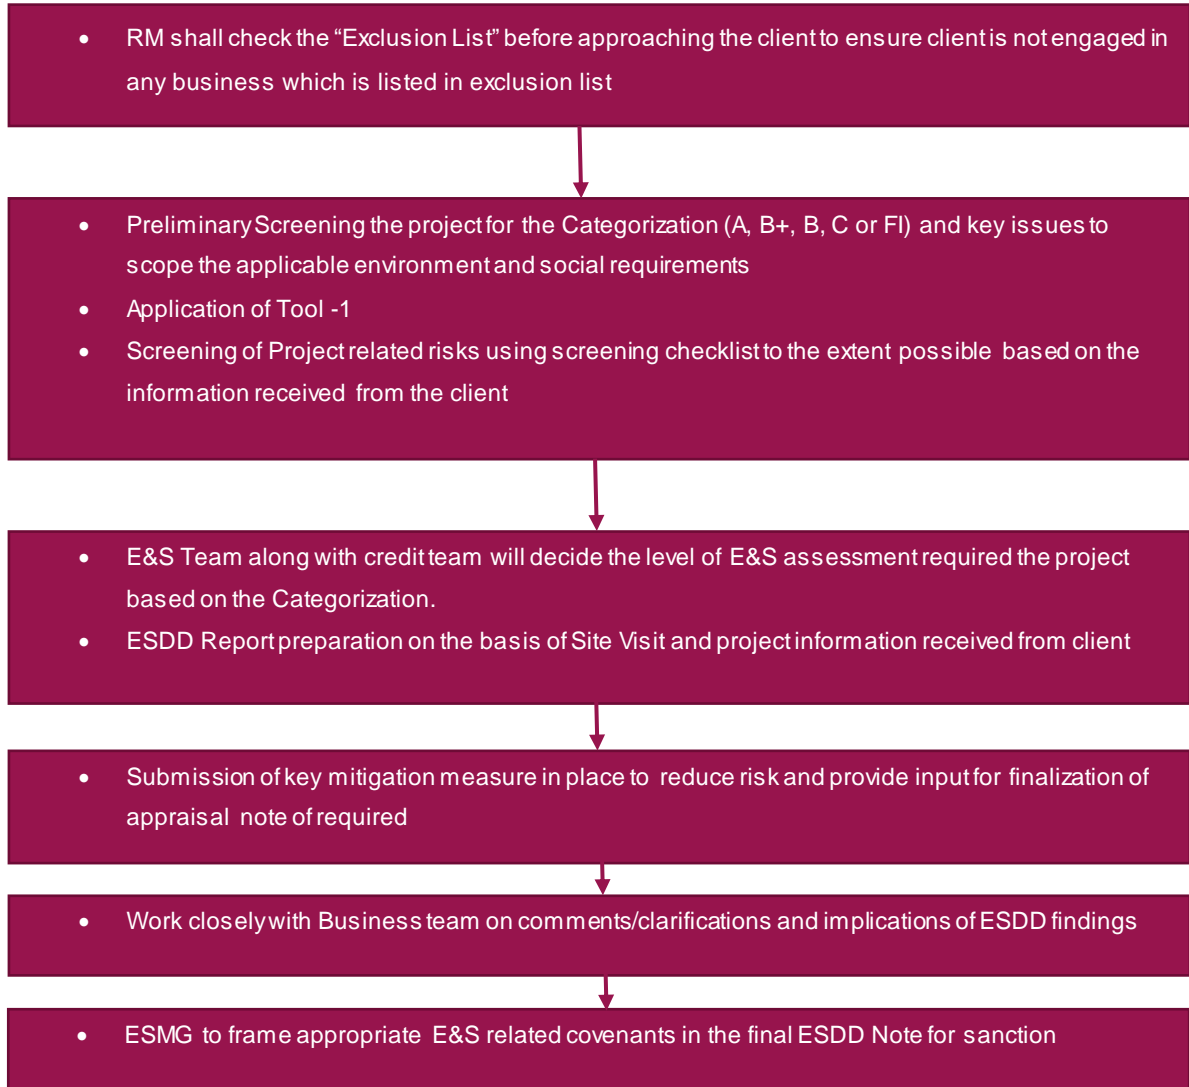 • RM shall check the “Exclusion List” before approaching the client to ensure client is not engaged in
any business which is listed in exclusion list
• Preliminary Screening the project for the Categorization (A, B+, B, C or FI) and key issues to
scope the applicable environment and social requirements
• Application of Tool -1
• Screening of Project related risks using screening checklist to the extent possible based on the
information received from the client
• E&S Team along with credit team will decide the level of E&S assessment required the project
based on the Categorization.
• ESDD Report preparation on the basis of Site Visit and project information received from client
• Submission of key mitigation measure in place to reduce risk and provide input for finalization of
appraisal note of required
• Work closely with Business team on comments/clarifications and implications of ESDD findings
• ESMG to frame appropriate E&S related covenants in the final ESDD Note for sanction